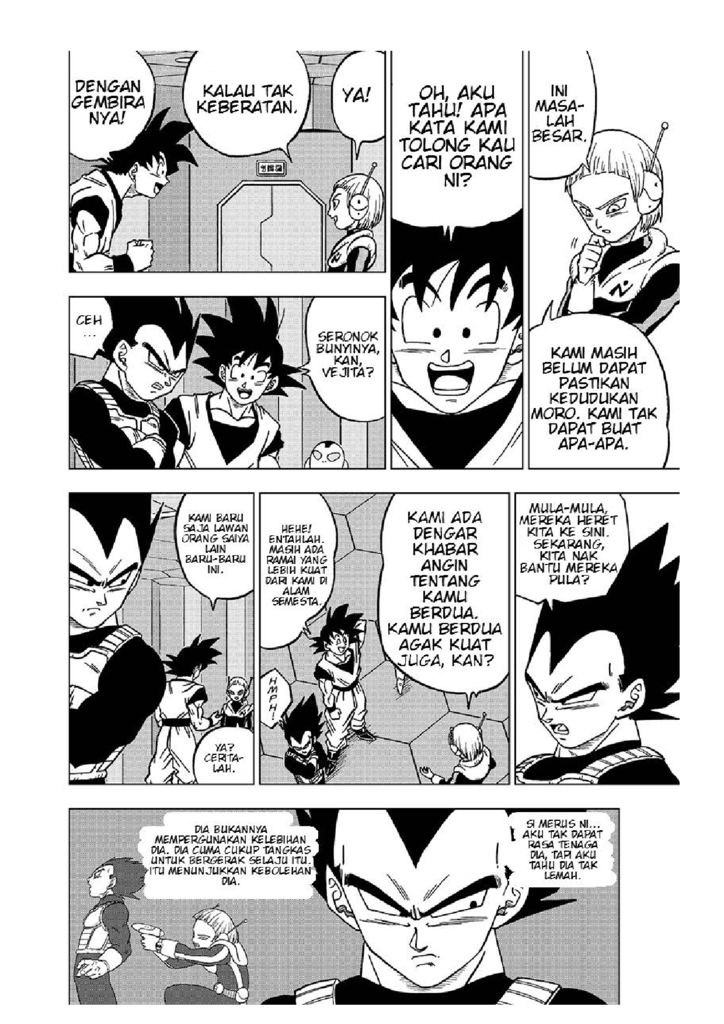 INI
MASA-
LAH
BESAR.
KAMI MASIH
BELUM DAPAT
PASTIKAN
KEDUDUKAN
MORO. KAMI TAK
DAPAT BUAT
APA-APA.
OH, AKU
TAHU! APA
KATA KAMI
TOLONG KAU
CARI ORANG
NI?
YA!
KALAU TAK
KEBERATAN.
DENGAN
GEMBIRA
NYA!
SERONOK
BUNYINYA,
KAN,
VEJITA?
CEH
...
MULA-MULA,
MEREKA HERET
KITA KE SINI.
SEKARANG,
KITA NAK
BANTU MEREKA
PULA?
KAMI ADA
DENGAR
KHABAR
ANGIN
TENTANG
KAMU
BERDUA.
KAMU BERDUA
AGAK KUAT
JUGA, KAN?
HEHE!
ENTAHLAH.
MASIH ADA
RAMAI YANG
LEBIH KUAT
DARI KAMI DI
ALAM
SEMESTA.
HMPH!
KAMI BARU
SAJA LAWAN
ORANG SAIYA
LAIN
BARU-BARU
INI.
YA?
CERITA-
LAH.
SI MERUS NI...
AKU TAK DAPAT
RASA TENAGA
DIA, TAPI AKU
TAHU DIA TAK
LEMAH.
DIA BUKANNYA
MEMPERGUNAKAN KELEBIHAN
DIA. DIA CUMA CUKUP TANGKAS
UNTUK BERGERAK SELAJU ITU.
ITU MENUNJUKKAN KEBOLEHAN
DIA.